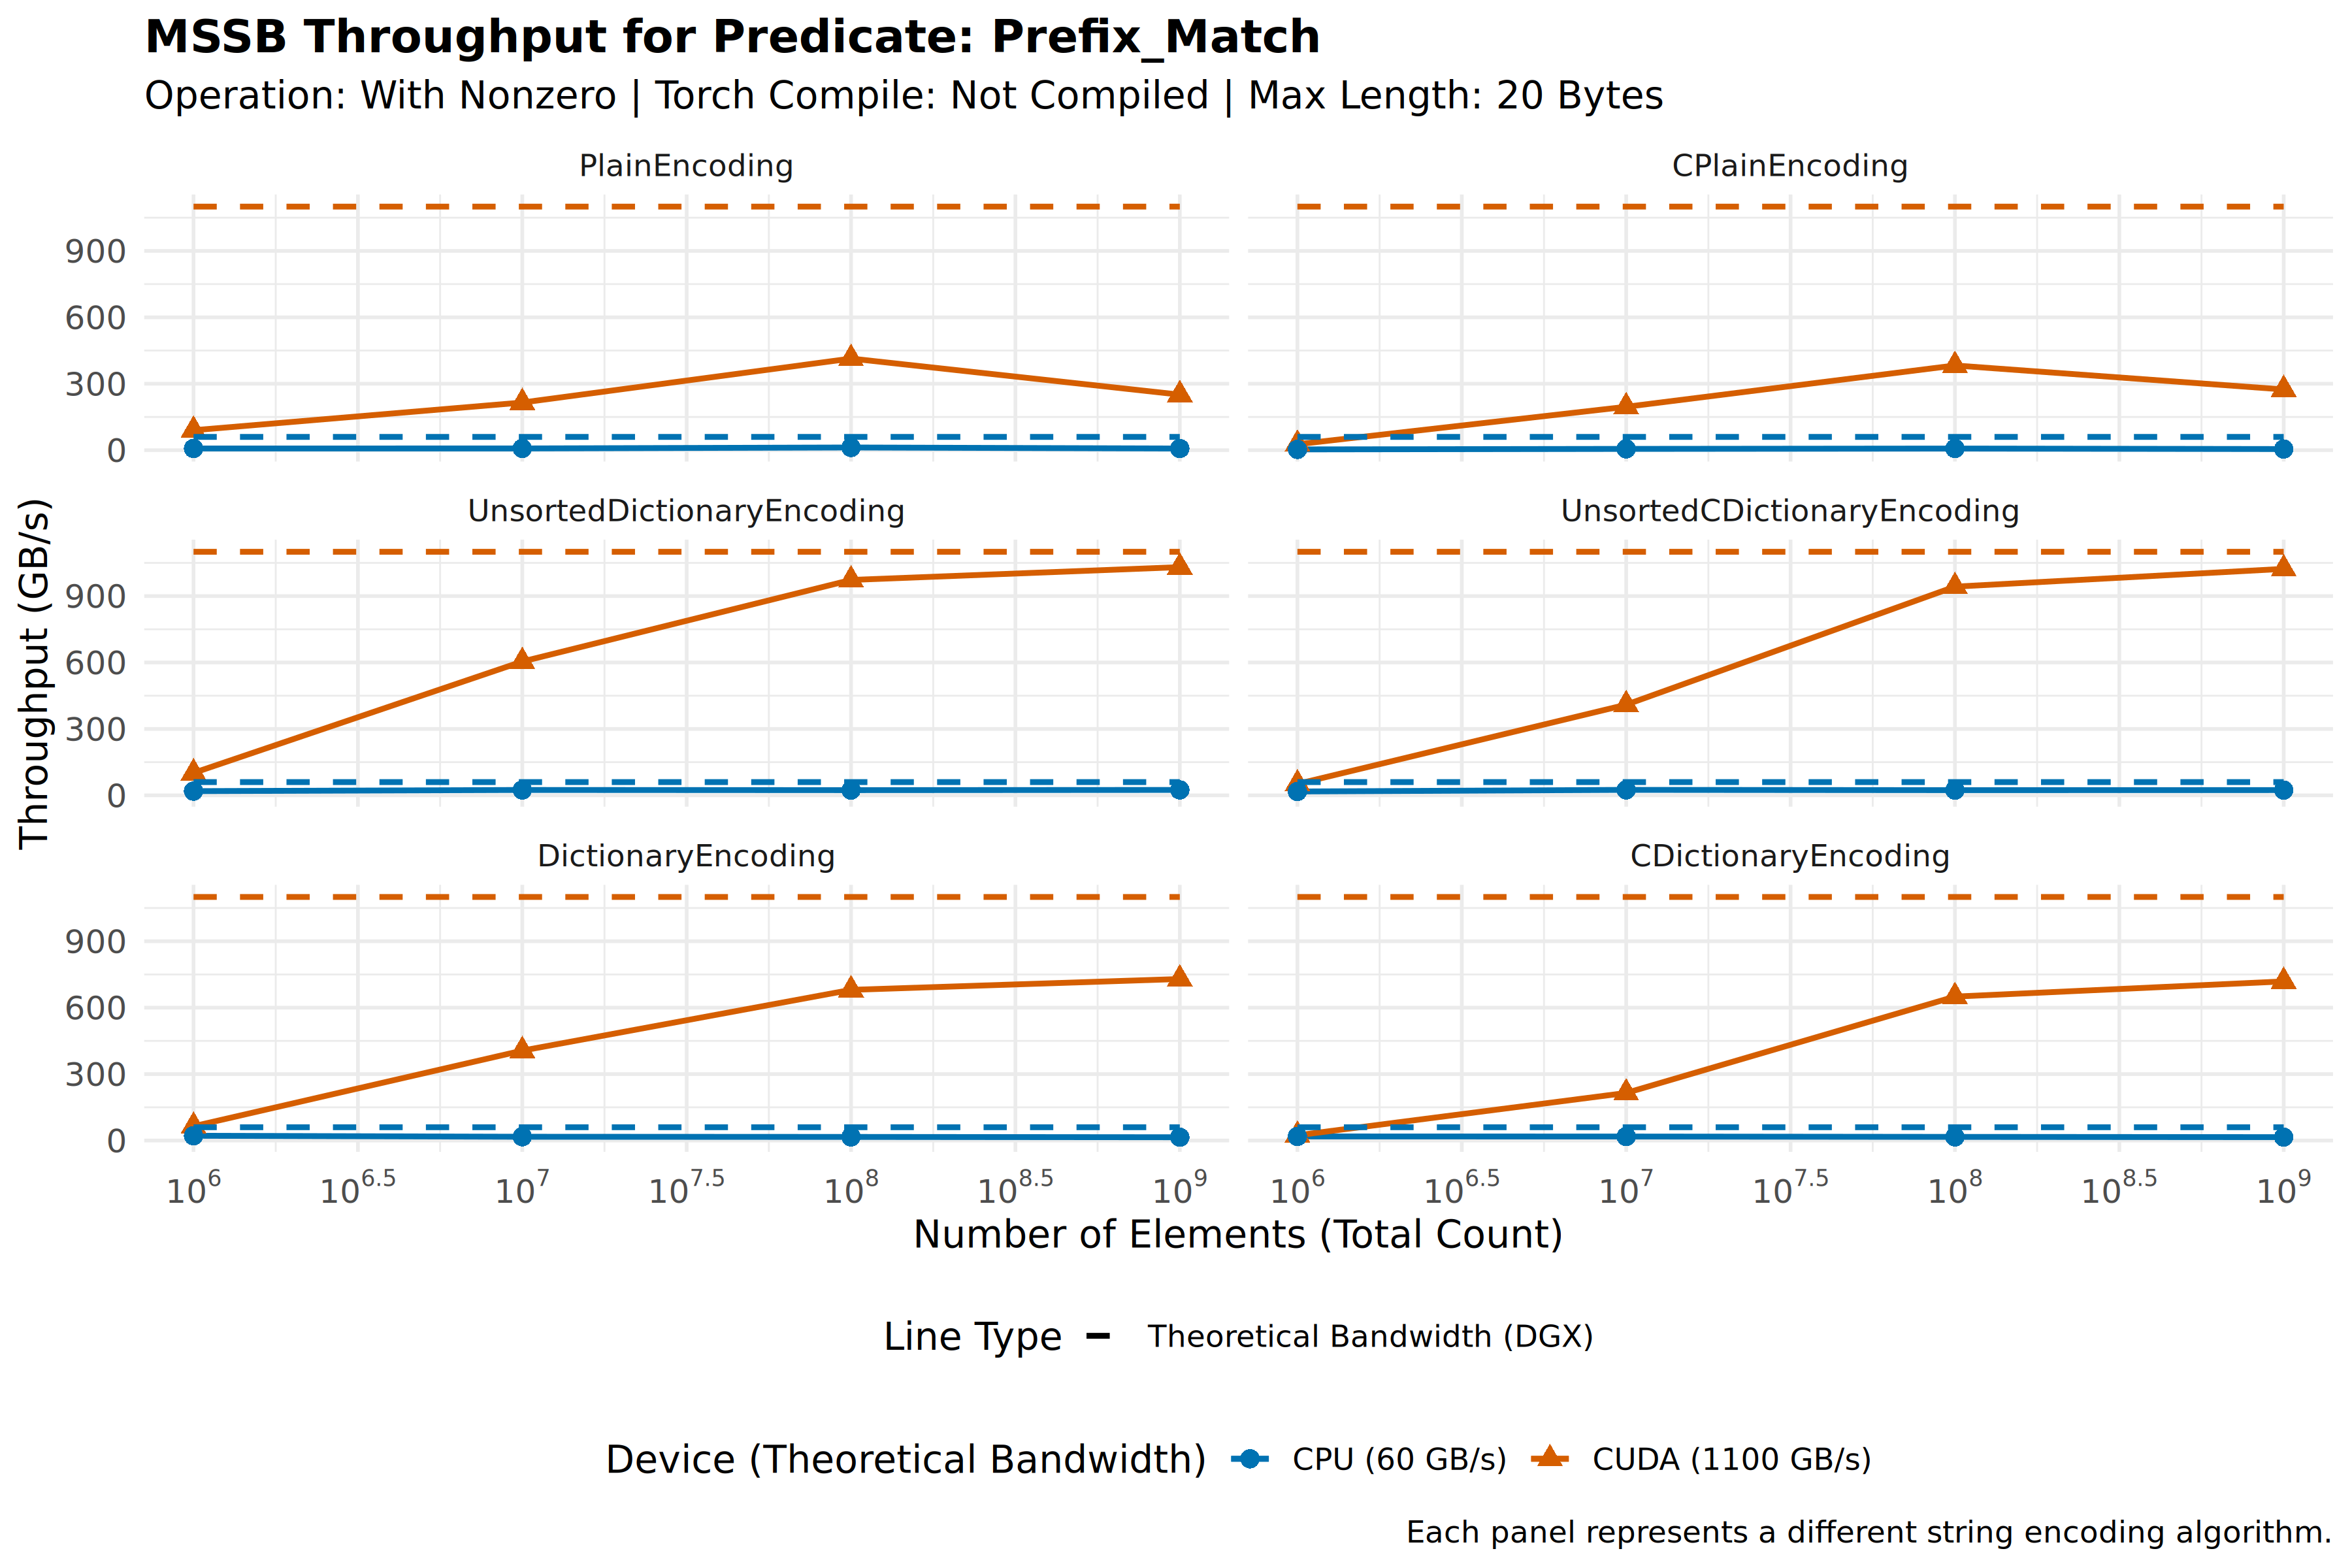 MSSB Throughput for Predicate: Prefix_Match
Operation: With Nonzero | Torch Compile: Not Compiled | Max Length: 20 Bytes
PlainEncoding
CPlainEncoding
900
600
300
0
UnsortedDictionaryEncoding
UnsortedCDictionaryEncoding
900
600
300
0
DictionaryEncoding
CDictionaryEncoding
900
600
300
0
Throughput (GB/s)
10^6 10^6.5 10^7 10^7.5 10^8 10^8.5 10^9
10^6 10^6.5 10^7 10^7.5 10^8 10^8.5 10^9
Number of Elements (Total Count)
Line Type Theoretical Bandwidth (DGX)
Device (Theoretical Bandwidth) CPU (60 GB/s) CUDA (1100 GB/s)
Each panel represents a different string encoding algorithm.